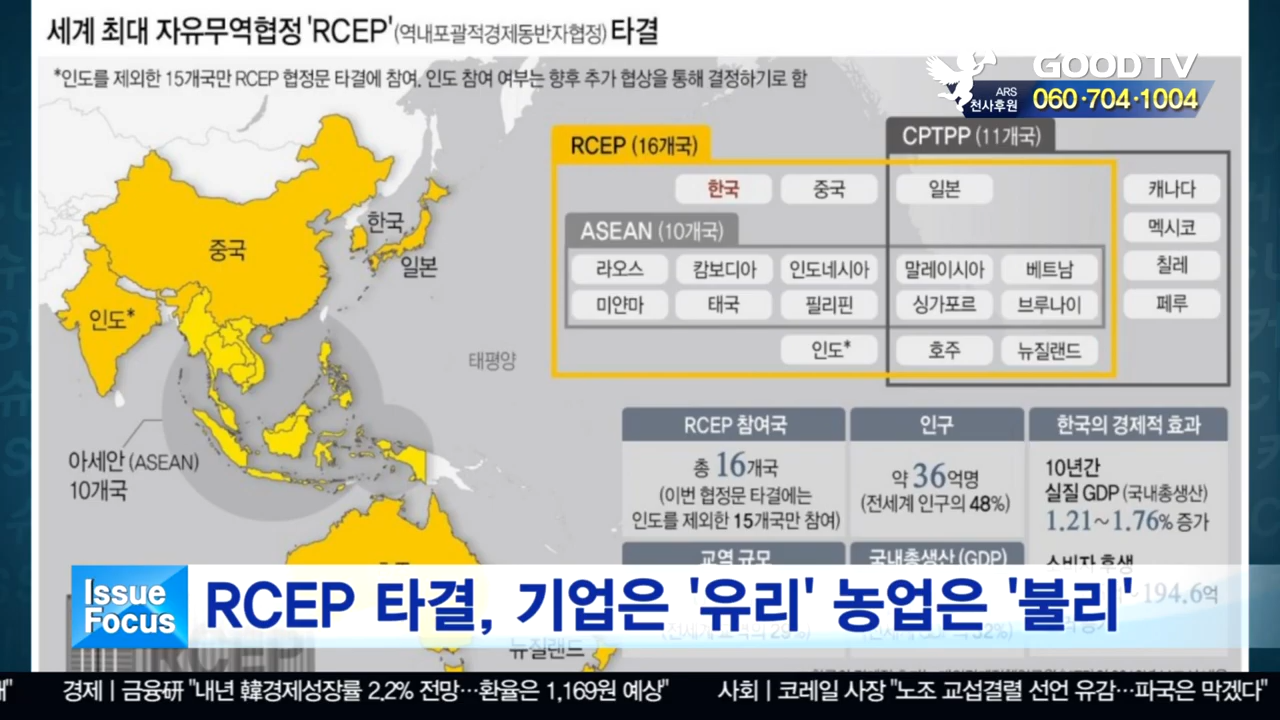 세계 최대 자유무역협정 'RCEP'(역내포괄적경제동반자협정) 타결
*인도를 제외한 15개국만 RCEP 협정문 타결에 참여. 인도 참여 여부는 향후 추가 협상을 통해 결정하기로 함
GOODTV
ARS
천사후원 060·704·1004
중국
한국
일본
인도*
태평양
아세안 (ASEAN)
10개국
뉴질랜드
RCEP (16개국)
CPTPP (11개국)
한국 중국 일본 캐나다
멕시코
ASEAN (10개국)
라오스 캄보디아 인도네시아 말레이시아 베트남 칠레
미얀마 태국 필리핀 싱가포르 브루나이 페루
인도* 호주 뉴질랜드
RCEP 참여국
총 16개국
(이번 협정문 타결에는
인도를 제외한 15개국만 참여)
인구
약 36억명
(전세계 인구의 48%)
한국의 경제적 효과
10년간
실질 GDP (국내총생산)
1.21~1.76% 증가
소비자 후생
~194.6억
교역 규모
국내총생산 (GDP)
RCEP
Issue
Focus
RCEP 타결, 기업은 '유리' 농업은 '불리'
경제 | 금융硏 "내년 韓경제성장률 2.2% 전망…환율은 1,169원 예상" 사회 | 코레일 사장 "노조 교섭결렬 선언 유감…파국은 막겠다"